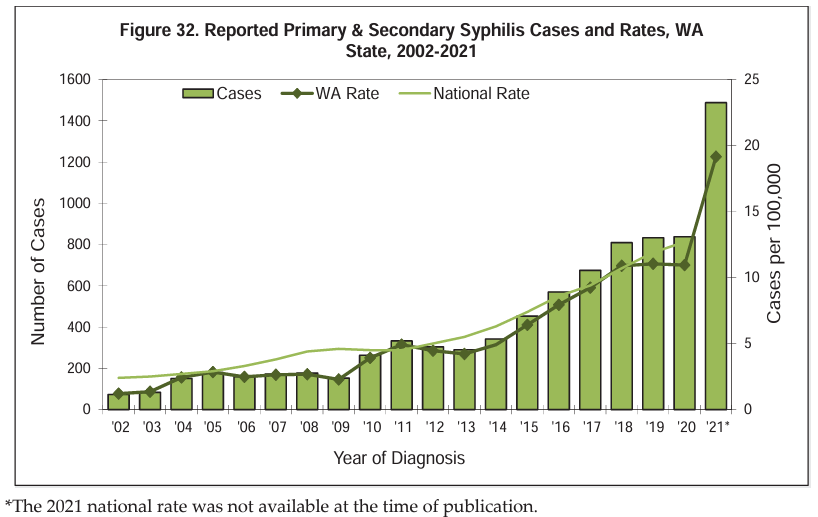 Figure 32. Reported Primary & Secondary Syphilis Cases and Rates, WA
State, 2002-2021
Cases WA Rate National Rate
1600
1400
1200
1000
800
600
400
200
0
Number of Cases
25
20
15
10
5
0
Cases per 100,000
'02 '03 '04 '05 '06 '07 '08 '09 '10 '11 '12 '13 '14 '15 '16 '17 '18 '19 '20 '21*
Year of Diagnosis
*The 2021 national rate was not available at the time of publication.